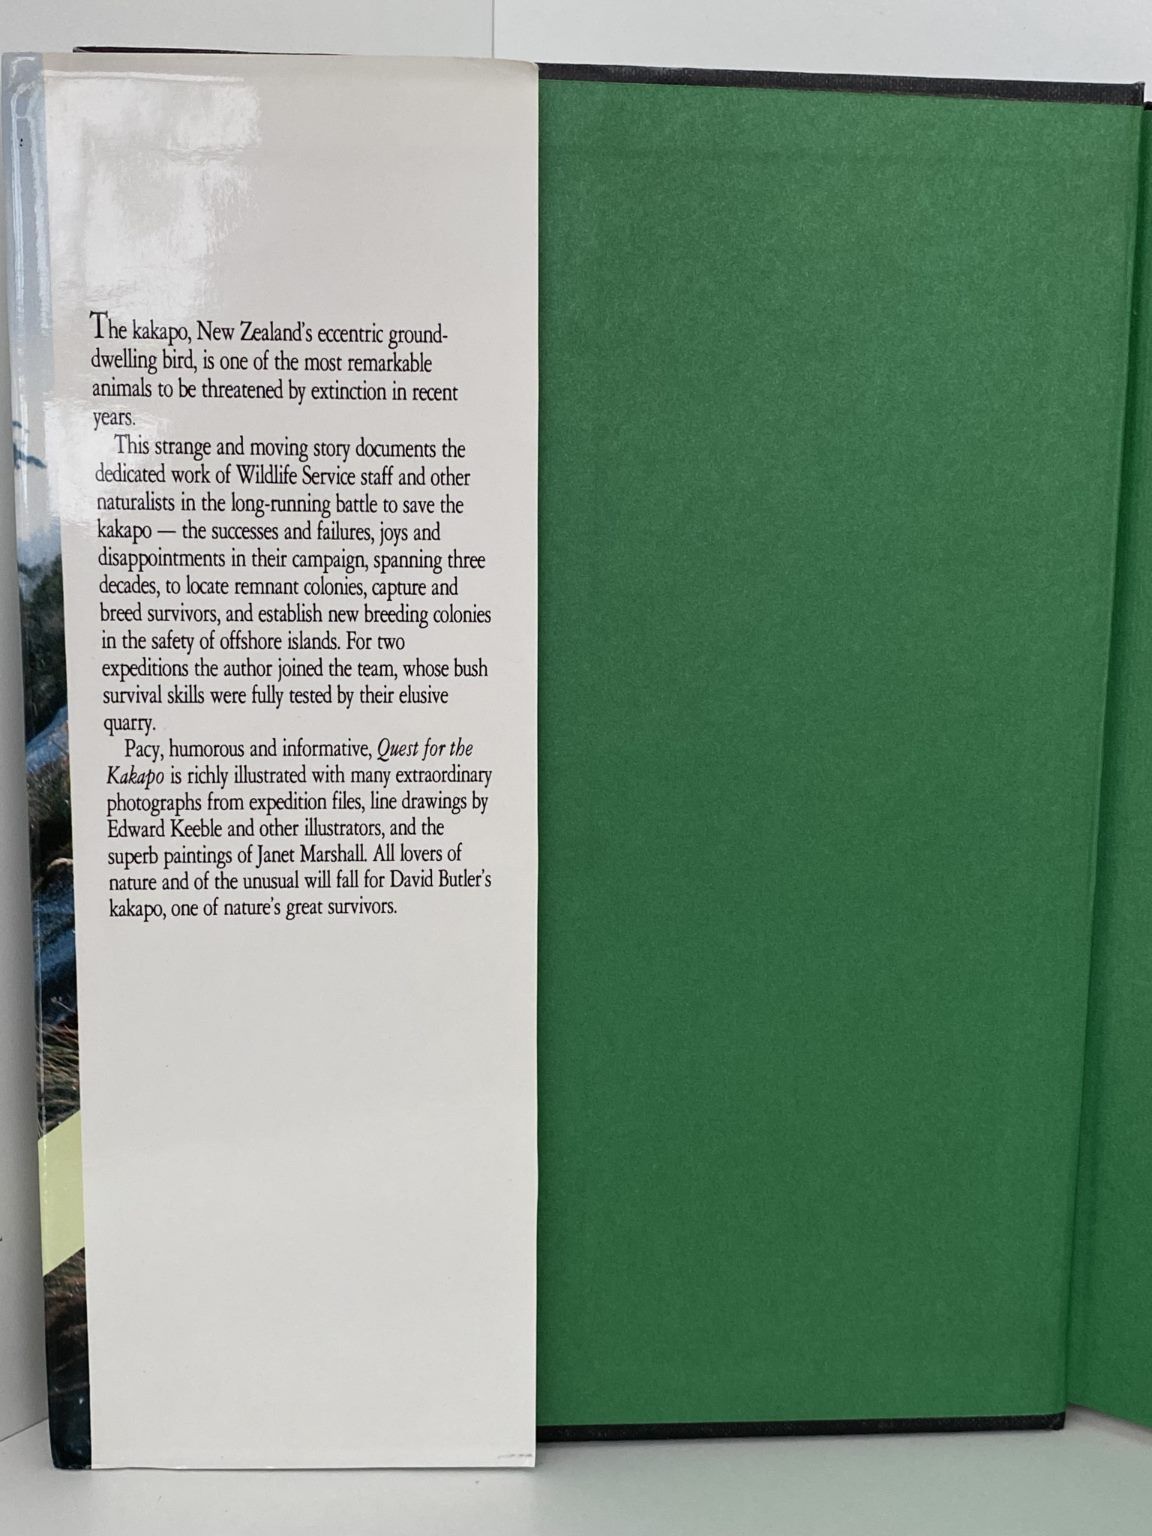 The kakapo, New Zealand's eccentric ground-
dwelling bird, is one of the most remarkable
animals to be threatened by extinction in recent
years.
This strange and moving story documents the
dedicated work of Wildlife Service staff and other
naturalists in the long-running battle to save the
kakapo — the successes and failures, joys and
disappointments in their campaign, spanning three
decades, to locate remnant colonies, capture and
breed survivors, and establish new breeding colonies
in the safety of offshore islands. For two
expeditions the author joined the team, whose bush
survival skills were fully tested by their elusive
quarry.
Pacy, humorous and informative, Quest for the
Kakapo is richly illustrated with many extraordinary
photographs from expedition files, line drawings by
Edward Keeble and other illustrators, and the
superb paintings of Janet Marshall. All lovers of
nature and of the unusual will fall for David Butler's
kakapo, one of nature's great survivors.